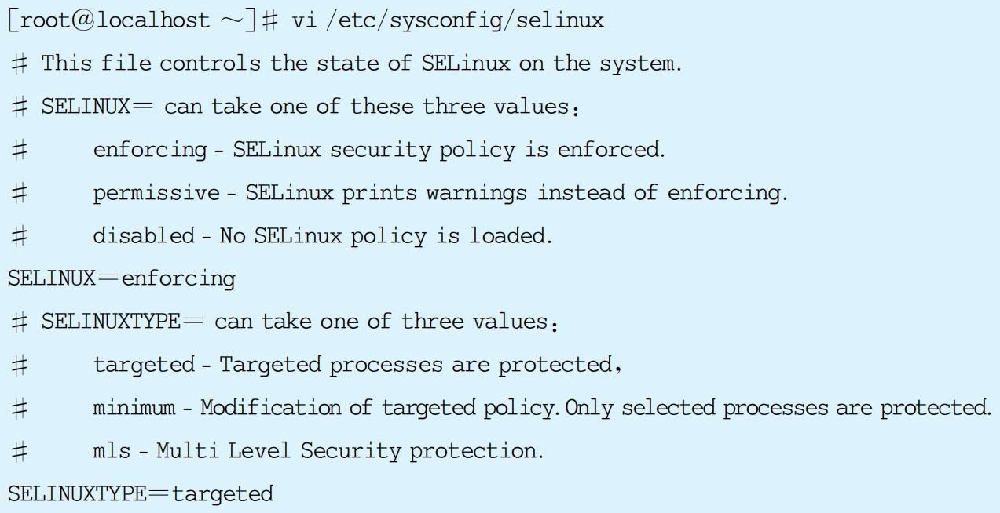 [root@localhost ~]# vi /etc/sysconfig/selinux
# This file controls the state of SELinux on the system.
# SELINUX= can take one of these three values:
#     enforcing - SELinux security policy is enforced.
#     permissive - SELinux prints warnings instead of enforcing.
#     disabled - No SELinux policy is loaded.
SELINUX=enforcing
# SELINUXTYPE= can take one of three values:
#     targeted - Targeted processes are protected,
#     minimum - Modification of targeted policy. Only selected processes are protected.
#     mls - Multi Level Security protection.
SELINUXTYPE=targeted